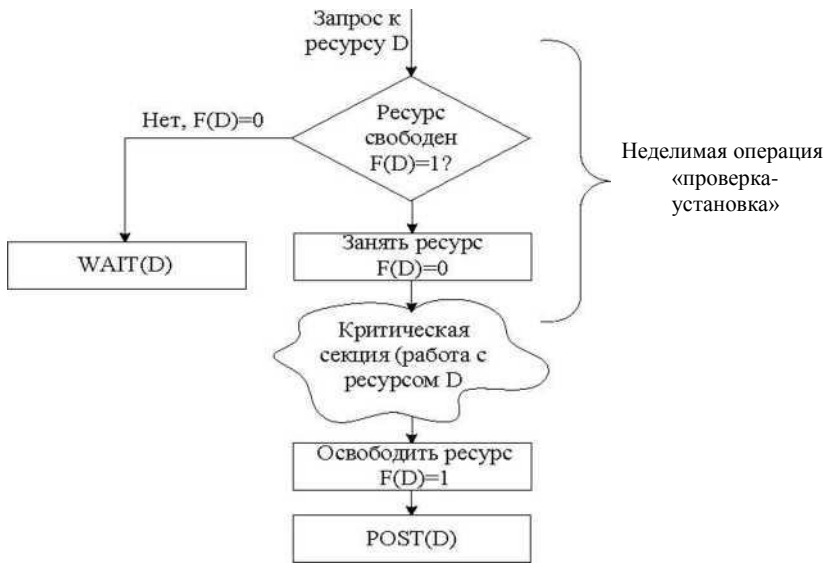 Запрос к
ресурсу D
Нет, F(D)=0
Ресурс
свободен
F(D)=1?
Неделимая операция
«проверка-
установка»
WAIT(D)
Занять ресурс
F(D)=0
Критическая
секция (работа с
ресурсом D
Освободить ресурс
F(D)=1
POST(D)